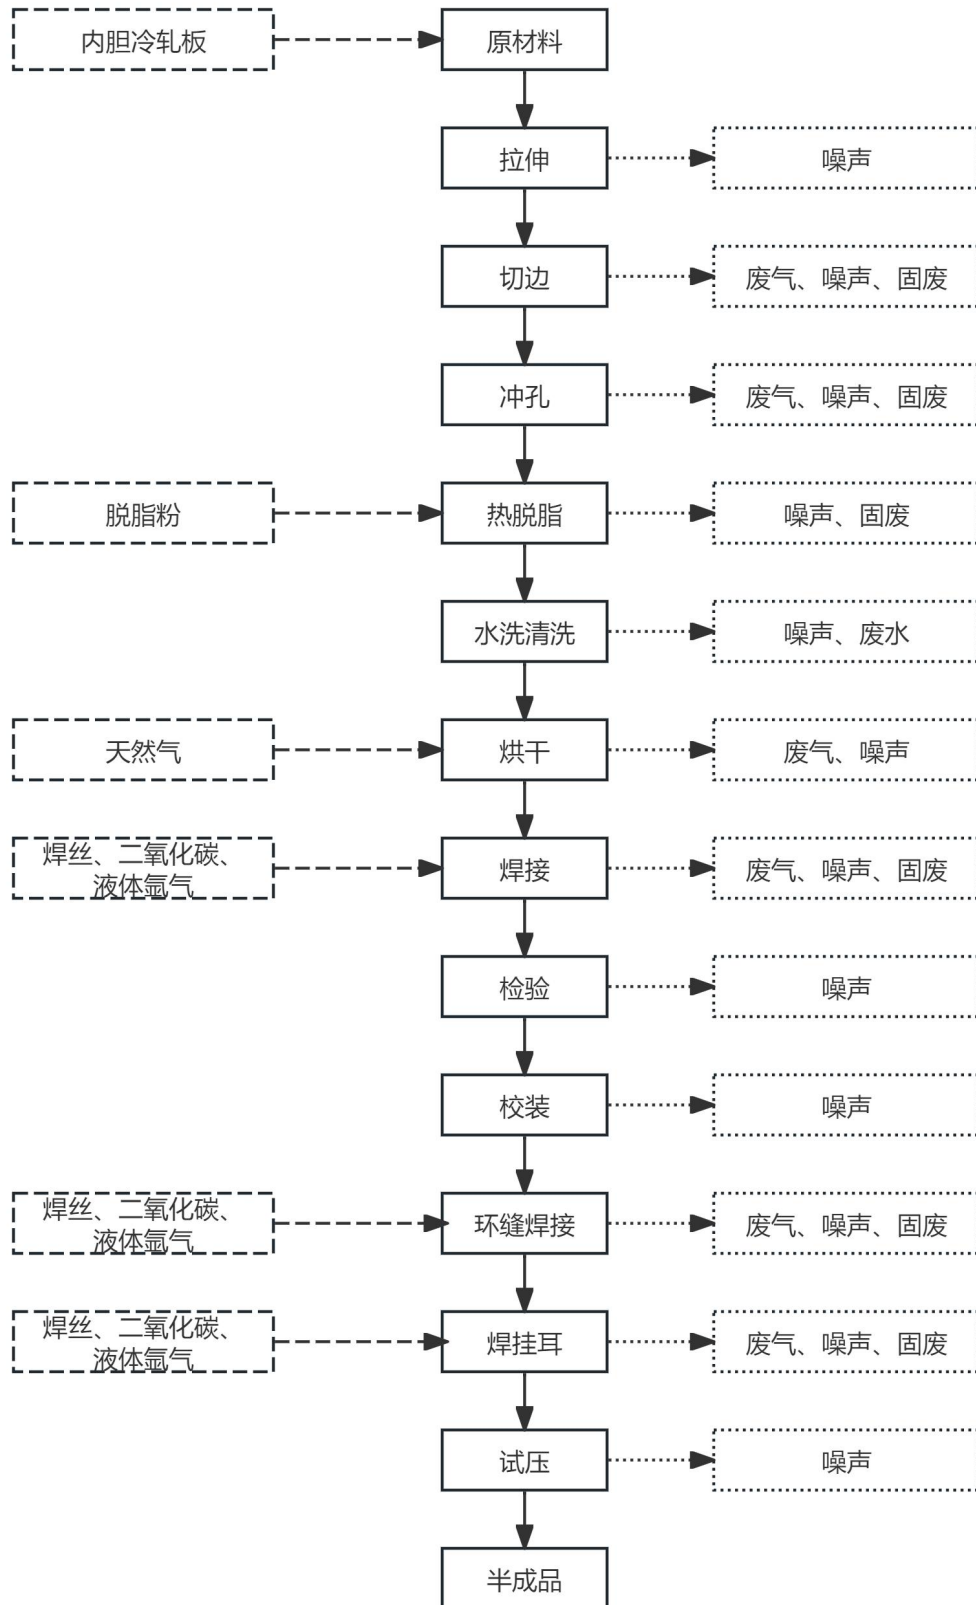 内胆冷轧板
原材料
拉伸
噪声
切边
废气、噪声、固废
冲孔
废气、噪声、固废
脱脂粉
热脱脂
噪声、固废
水洗清洗
噪声、废水
天然气
烘干
废气、噪声
焊丝、二氧化碳、
液体氩气
焊接
废气、噪声、固废
检验
噪声
校装
噪声
焊丝、二氧化碳、
液体氩气
环缝焊接
废气、噪声、固废
焊丝、二氧化碳、
液体氩气
焊挂耳
废气、噪声、固废
试压
噪声
半成品